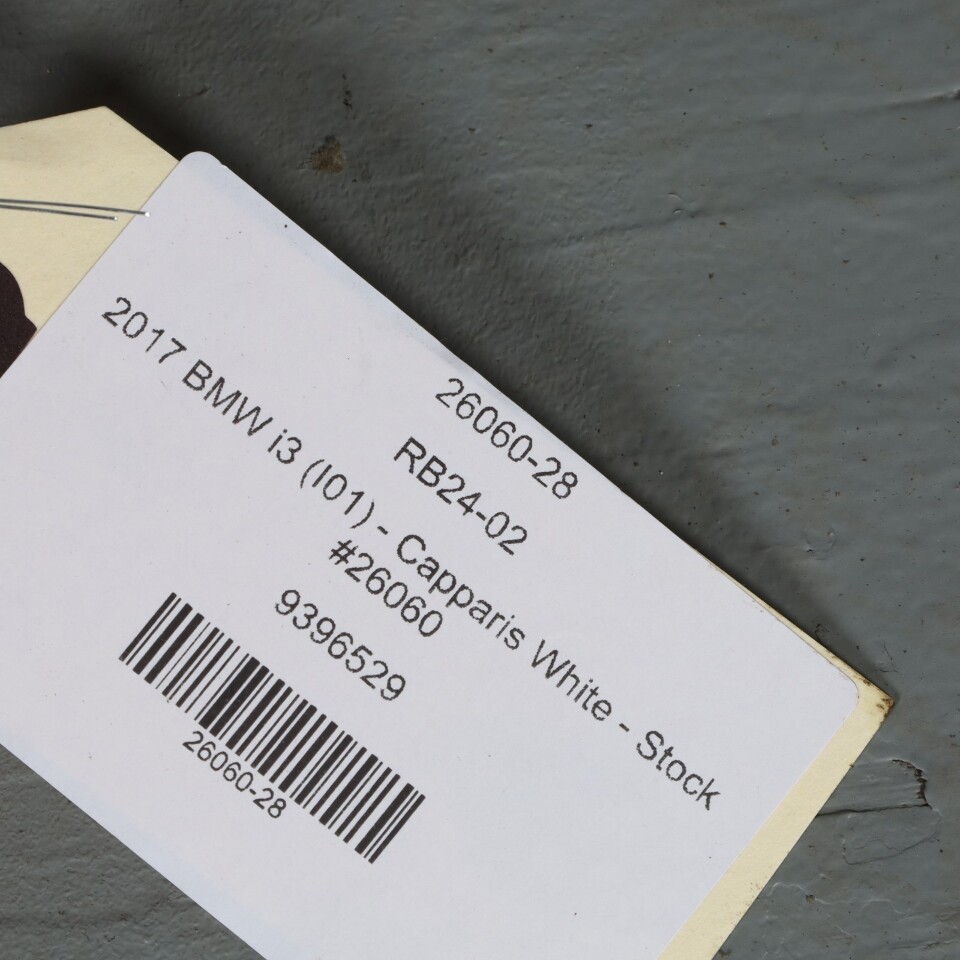 26060-28
RB24-02
2017 BMW i3 (I01) - Capparis White - Stock
#26060
9396529
26060-28